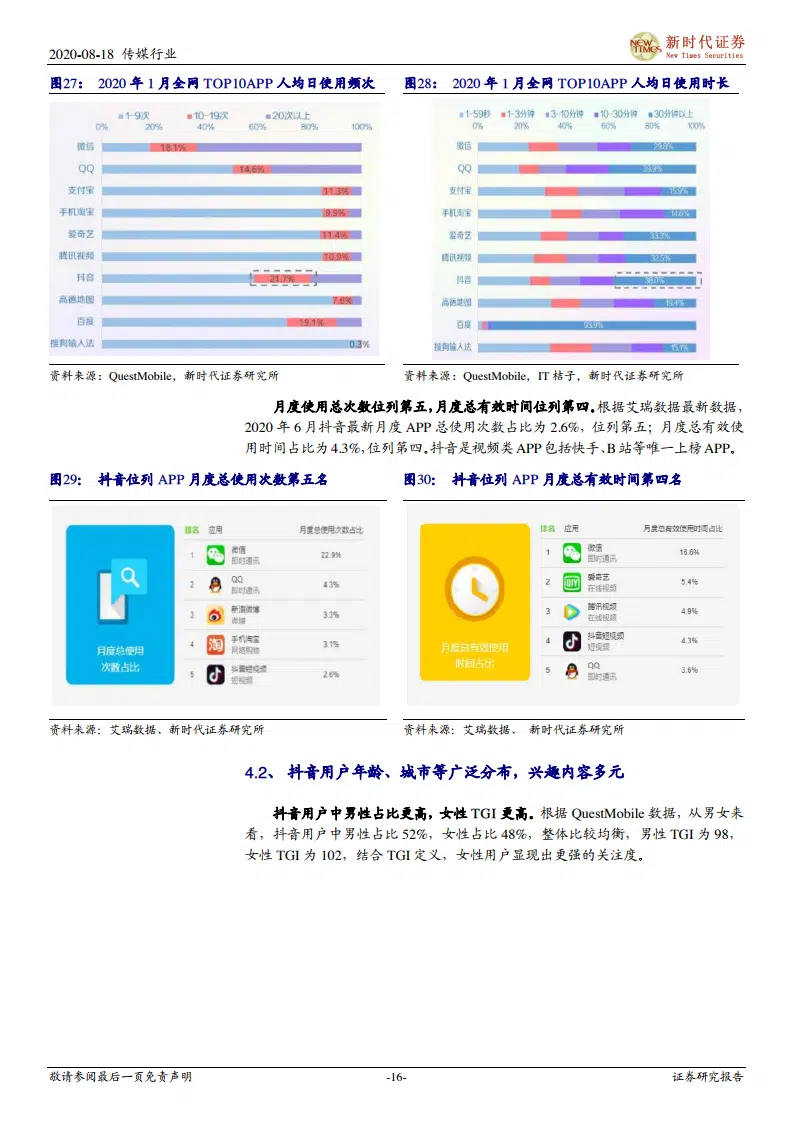 2020-08-18 传媒行业
NEW TIMES
新时代证券
New Times Securities
图27： 2020 年 1 月全网 TOP10APP 人均日使用频次
1-9次 10-19次 20次以上
0% 20% 40% 60% 80% 100%
微信 18.1%
QQ 14.6%
支付宝 11.3%
手机淘宝 9.9%
爱奇艺 11.4%
腾讯视频 10.9%
抖音 21.7%
高德地图 7.6%
百度 19.1%
搜狗输入法 0.3%
资料来源：QuestMobile，新时代证券研究所
图28： 2020 年 1 月全网 TOP10APP 人均日使用时长
1-59秒 1-3分钟 3-10分钟 10-30分钟 30分钟以上
0% 20% 40% 60% 80% 100%
微信 29.8%
QQ 39.9%
支付宝 15.9%
手机淘宝 14.6%
爱奇艺 33.3%
腾讯视频 32.5%
抖音 38.0%
高德地图 19.4%
百度 93.9%
搜狗输入法 15.1%
资料来源：QuestMobile，IT 桔子，新时代证券研究所
月度使用总次数位列第五，月度总有效时间位列第四。根据艾瑞数据最新数据，
2020 年 6 月抖音最新月度 APP 总使用次数占比为 2.6%，位列第五；月度总有效使
用时间占比为 4.3%，位列第四。抖音是视频类 APP 包括快手、B 站等唯一上榜 APP。
图29： 抖音位列 APP 月度总使用次数第五名
月度总使用
次数占比
排名 应用 月度总使用次数占比
1 微信 22.9%
即时通讯
2 QQ 4.3%
即时通讯
3 新浪微博 3.3%
微博
4 手机淘宝 3.1%
网络购物
5 抖音短视频 2.6%
短视频
资料来源：艾瑞数据、新时代证券研究所
图30： 抖音位列 APP 月度总有效时间第四名
月度总有效使用
时间占比
排名 应用 月度总有效使用时间占比
1 微信 16.6%
即时通讯
2 爱奇艺 5.4%
在线视频
3 腾讯视频 4.9%
在线视频
4 抖音短视频 4.3%
短视频
5 QQ 3.6%
即时通讯
资料来源：艾瑞数据、 新时代证券研究所
4.2、 抖音用户年龄、城市等广泛分布，兴趣内容多元
抖音用户中男性占比更高，女性 TGI 更高。根据 QuestMobile 数据，从男女来
看，抖音用户中男性占比 52%，女性占比 48%，整体比较均衡，男性 TGI 为 98，
女性 TGI 为 102，结合 TGI 定义，女性用户显现出更强的关注度。
敬请参阅最后一页免责声明
-16-
证券研究报告